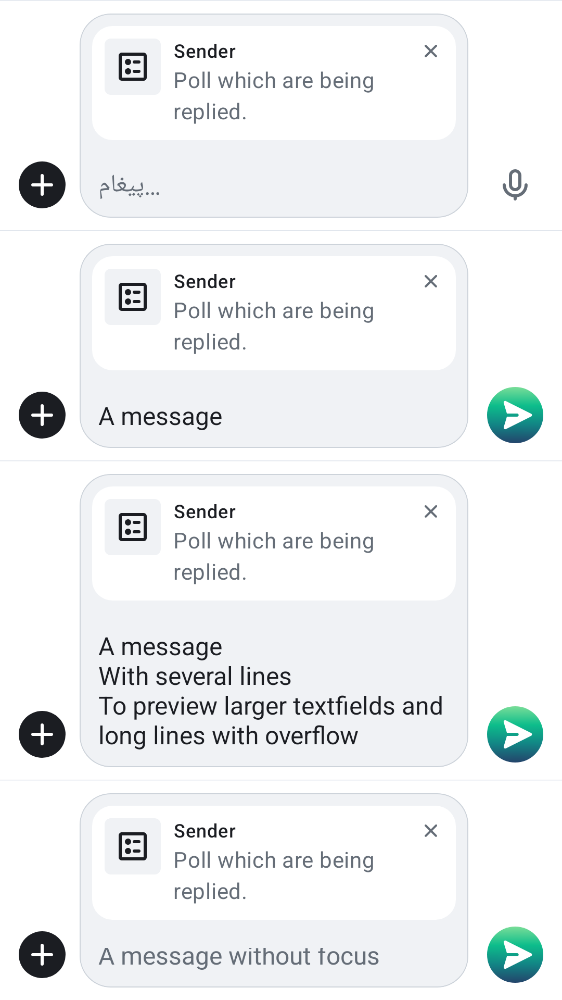 Sender
Poll which are being
replied.
پیغام…
Sender
Poll which are being
replied.
A message
Sender
Poll which are being
replied.
A message
With several lines
To preview larger textfields and
long lines with overflow
Sender
Poll which are being
replied.
A message without focus